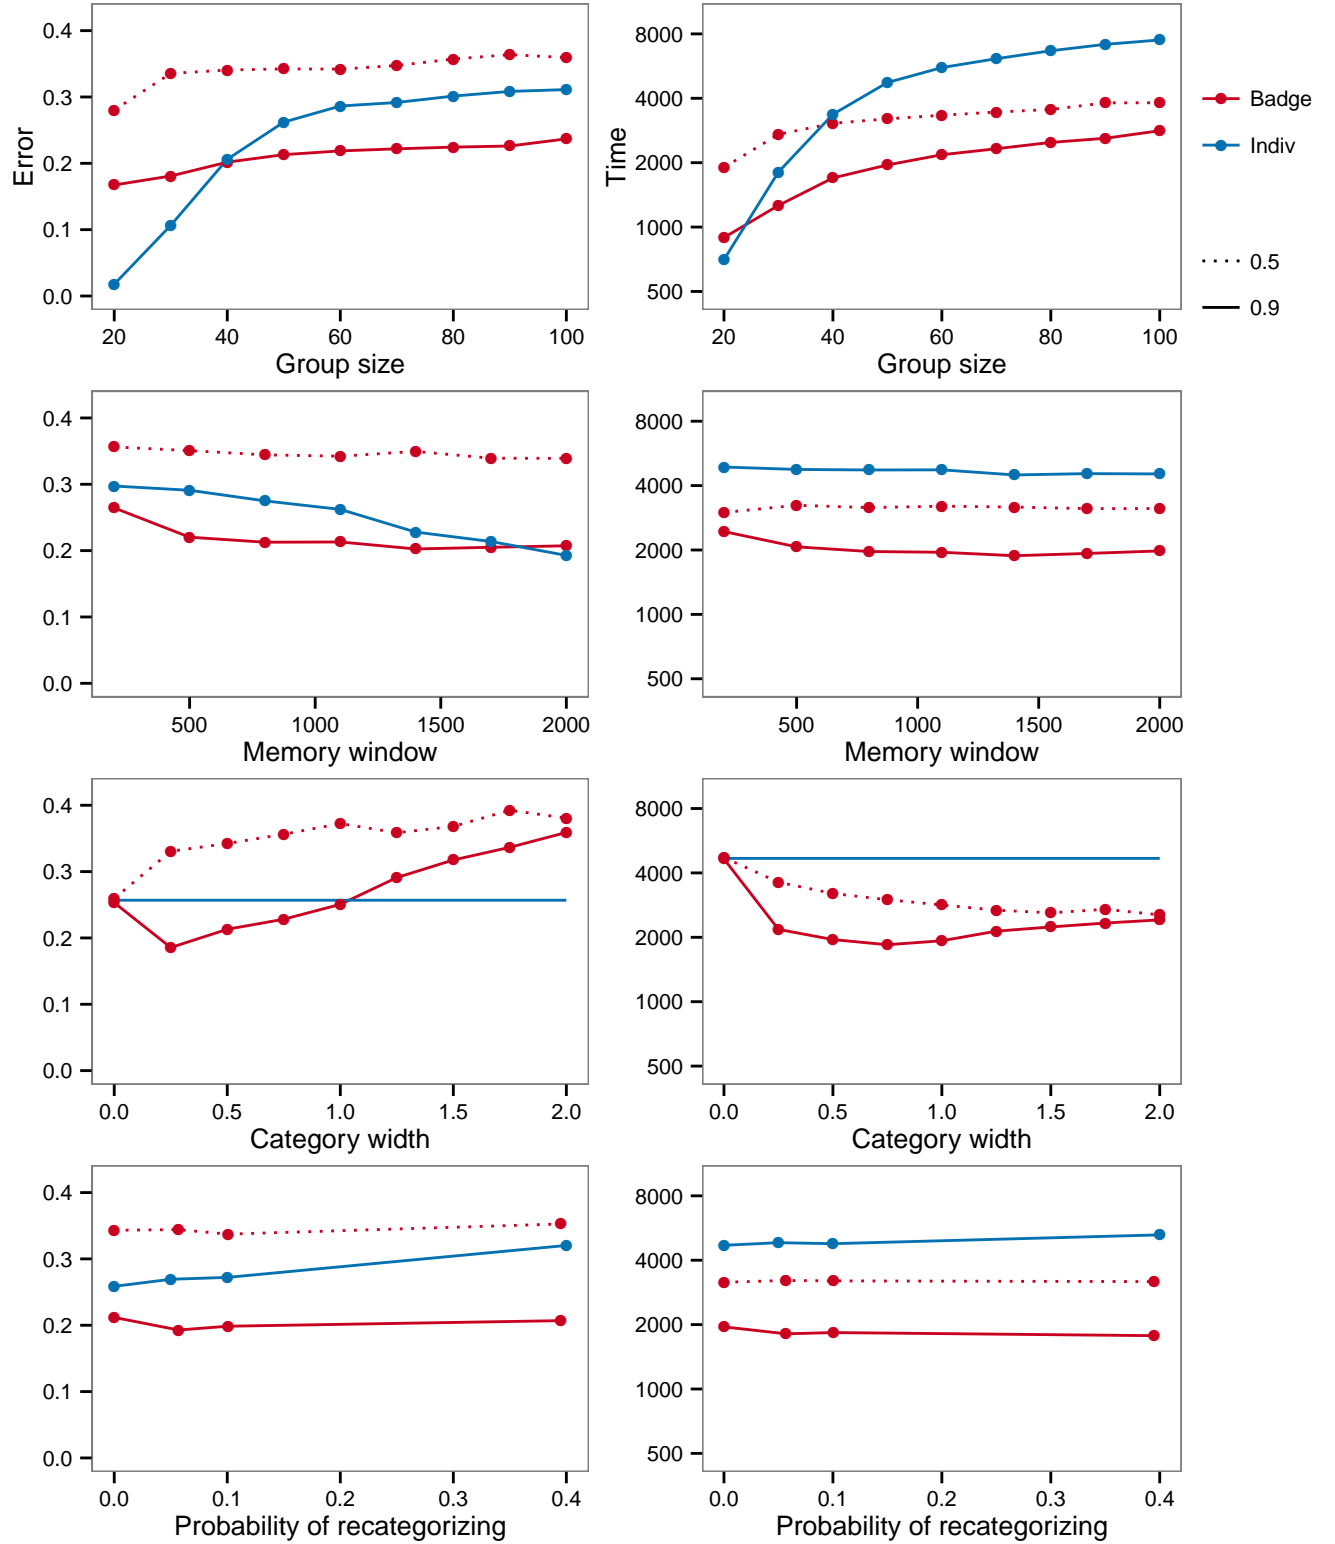 Error
0.4
0.3
0.2
0.1
0.0
20 40 60 80 100
Group size
Time
8000
4000
2000
1000
500
20 40 60 80 100
Group size
Badge
Indiv
0.5
0.9
0.4
0.3
0.2
0.1
0.0
500 1000 1500 2000
Memory window
8000
4000
2000
1000
500
500 1000 1500 2000
Memory window
0.4
0.3
0.2
0.1
0.0
0.0 0.5 1.0 1.5 2.0
Category width
8000
4000
2000
1000
500
0.0 0.5 1.0 1.5 2.0
Category width
0.4
0.3
0.2
0.1
0.0
0.0 0.1 0.2 0.3 0.4
Probability of recategorizing
8000
4000
2000
1000
500
0.0 0.1 0.2 0.3 0.4
Probability of recategorizing